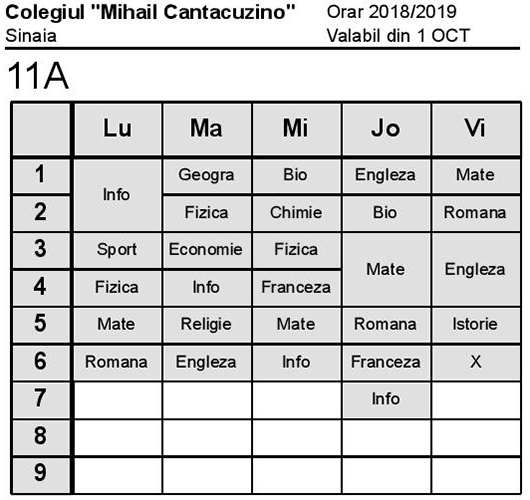 Colegiul "Mihail Cantacuzino" Orar 2018/2019
Sinaia Valabil din 1 OCT
11A
Lu Ma Mi Jo Vi
1 Info Geogra Bio Engleza Mate
2 Fizica Chimie Bio Romana
3 Sport Economie Fizica Mate Engleza
4 Fizica Info Franceza
5 Mate Religie Mate Romana Istorie
6 Romana Engleza Info Franceza X
7 Info
8
9